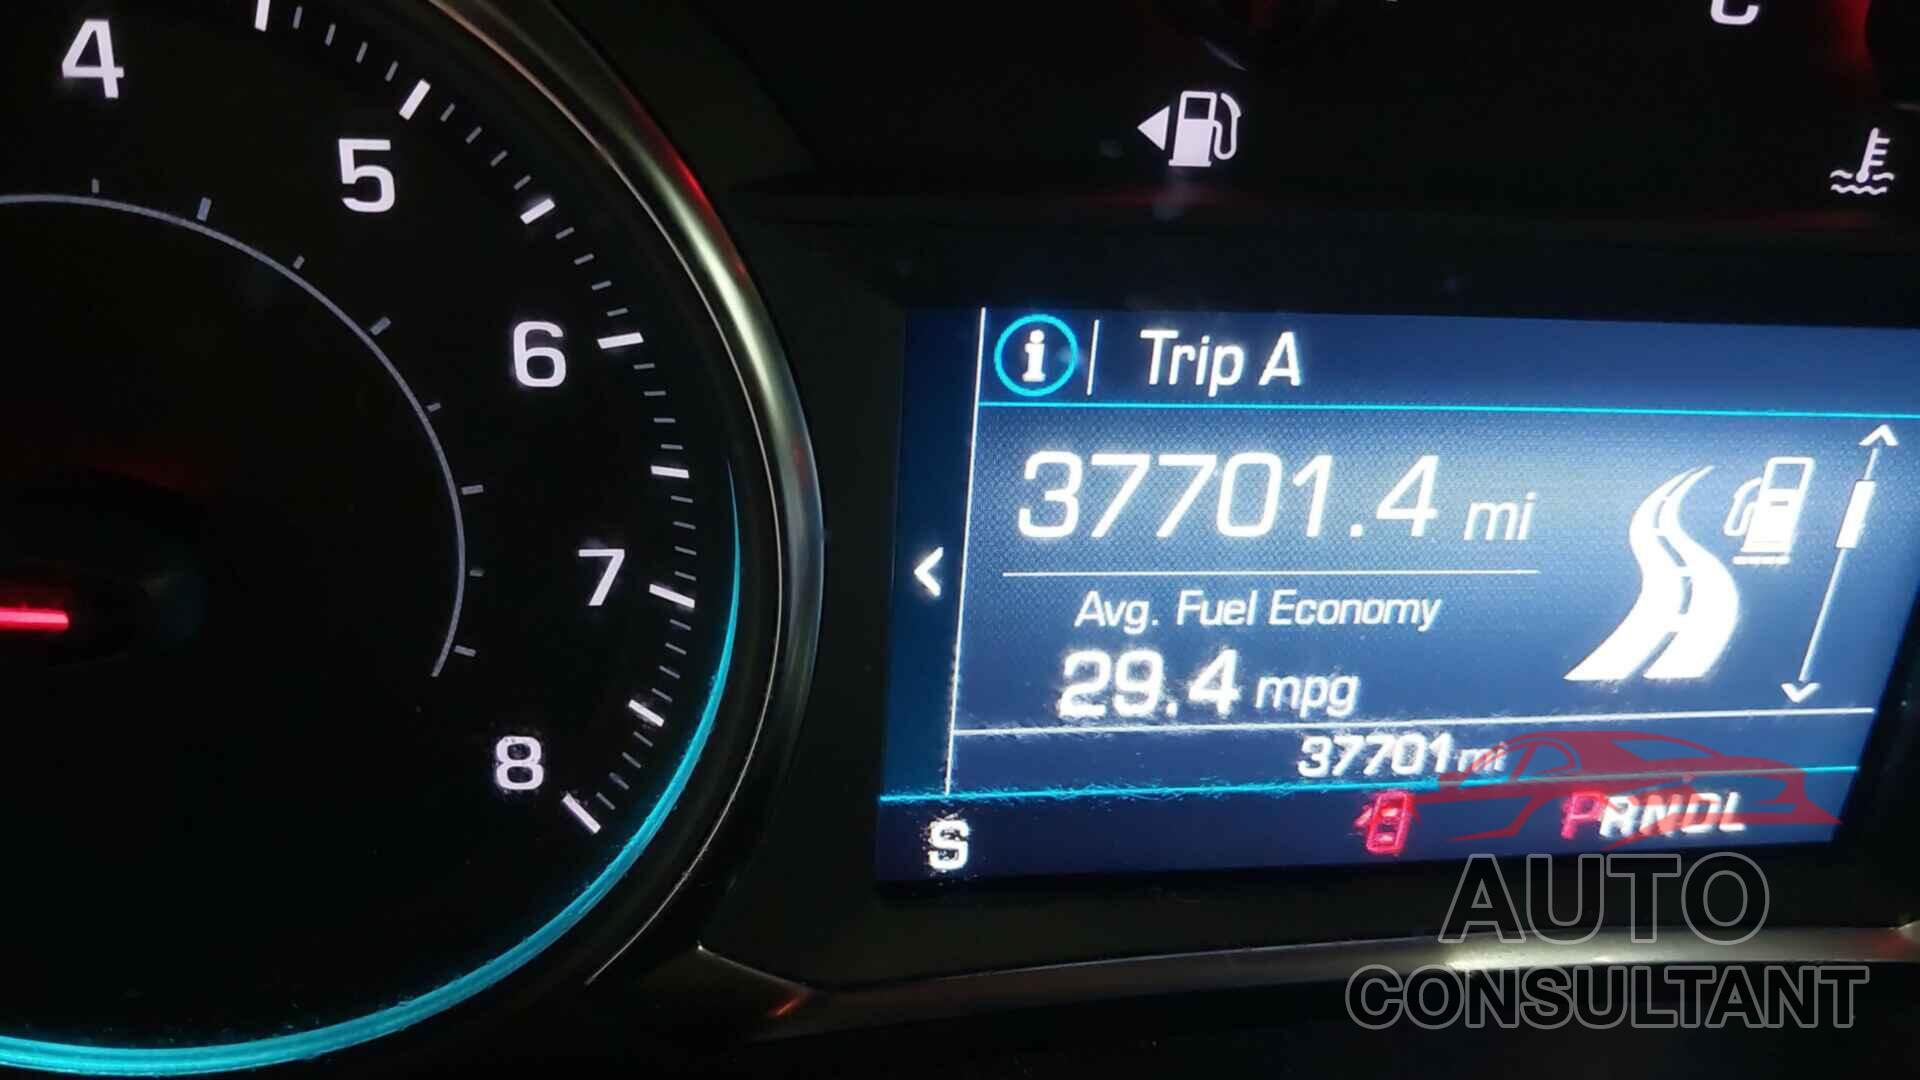 4
5
6
7
8
C
i Trip A
37701.4 mi
Avg. Fuel Economy
29.4 mpg
37701 mi
S
PRNDL
AUTO
CONSULTANT